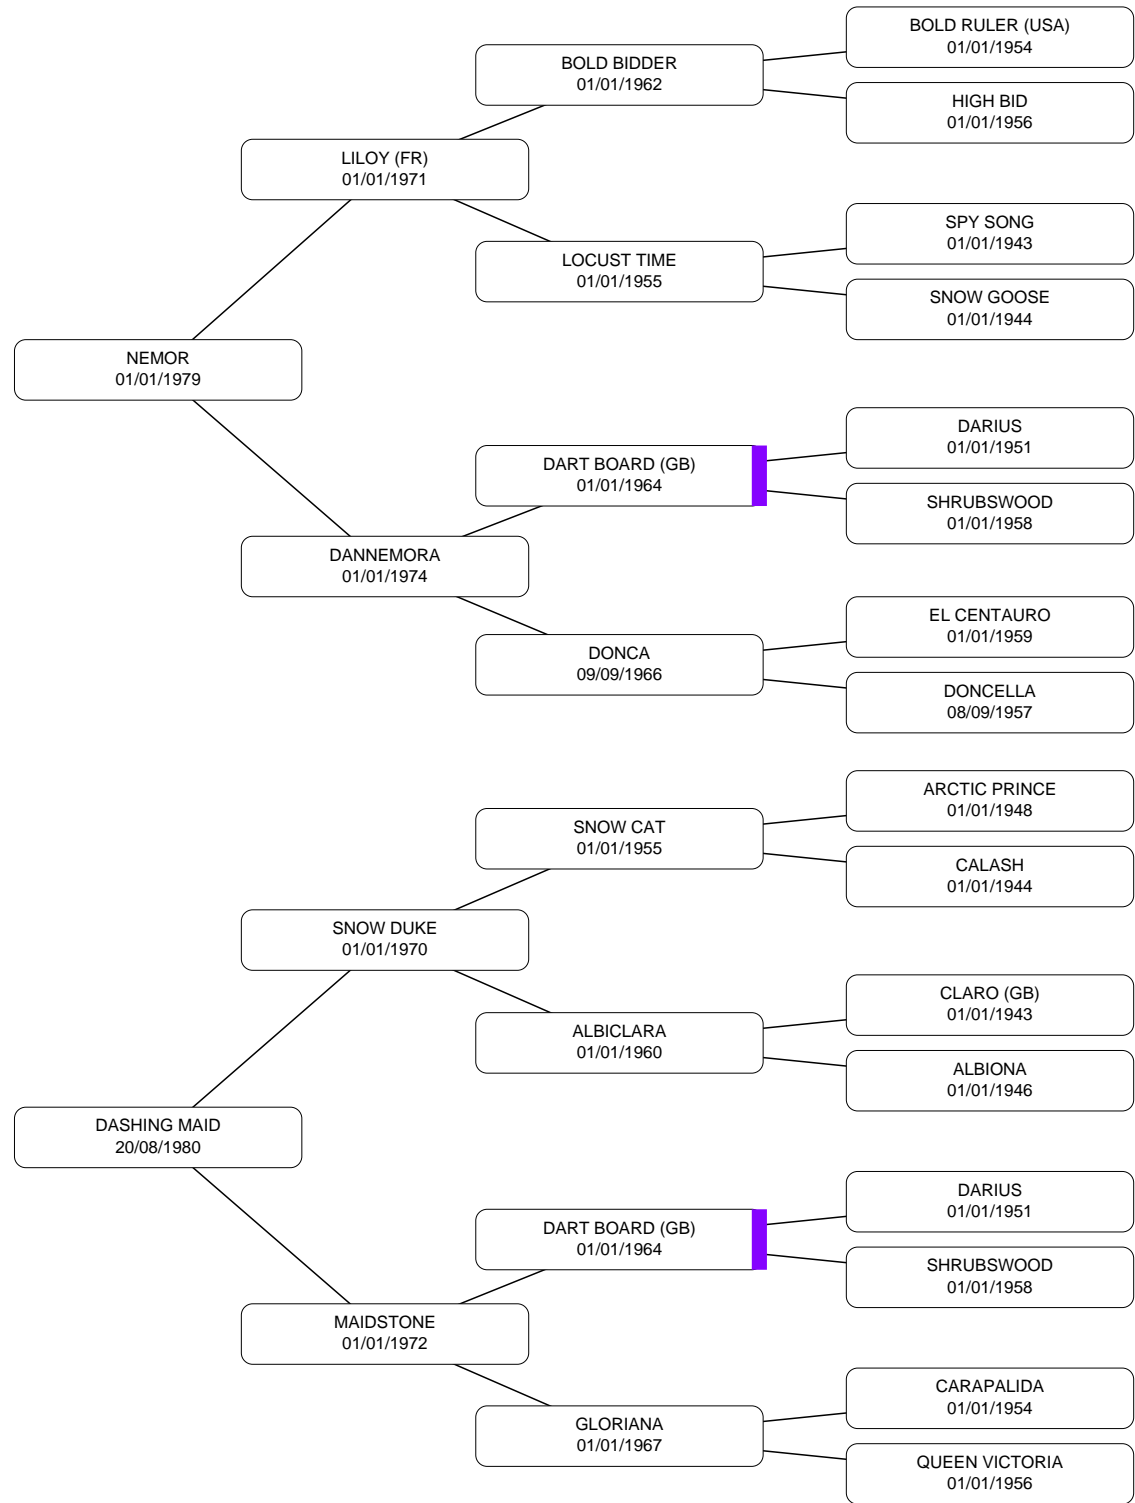 BOLD RULER (USA)
01/01/1954
BOLD BIDDER
01/01/1962
HIGH BID
01/01/1956
LILOY (FR)
01/01/1971
SPY SONG
01/01/1943
LOCUST TIME
01/01/1955
SNOW GOOSE
01/01/1944
NEMOR
01/01/1979
DARIUS
01/01/1951
DART BOARD (GB)
01/01/1964
SHRUBSWOOD
01/01/1958
DANNEMORA
01/01/1974
EL CENTAURO
01/01/1959
DONCA
09/09/1966
DONCELLA
08/09/1957
ARCTIC PRINCE
01/01/1948
SNOW CAT
01/01/1955
CALASH
01/01/1944
SNOW DUKE
01/01/1970
CLARO (GB)
01/01/1943
ALBICLARA
01/01/1960
ALBIONA
01/01/1946
DASHING MAID
20/08/1980
DARIUS
01/01/1951
DART BOARD (GB)
01/01/1964
SHRUBSWOOD
01/01/1958
MAIDSTONE
01/01/1972
CARAPALIDA
01/01/1954
GLORIANA
01/01/1967
QUEEN VICTORIA
01/01/1956